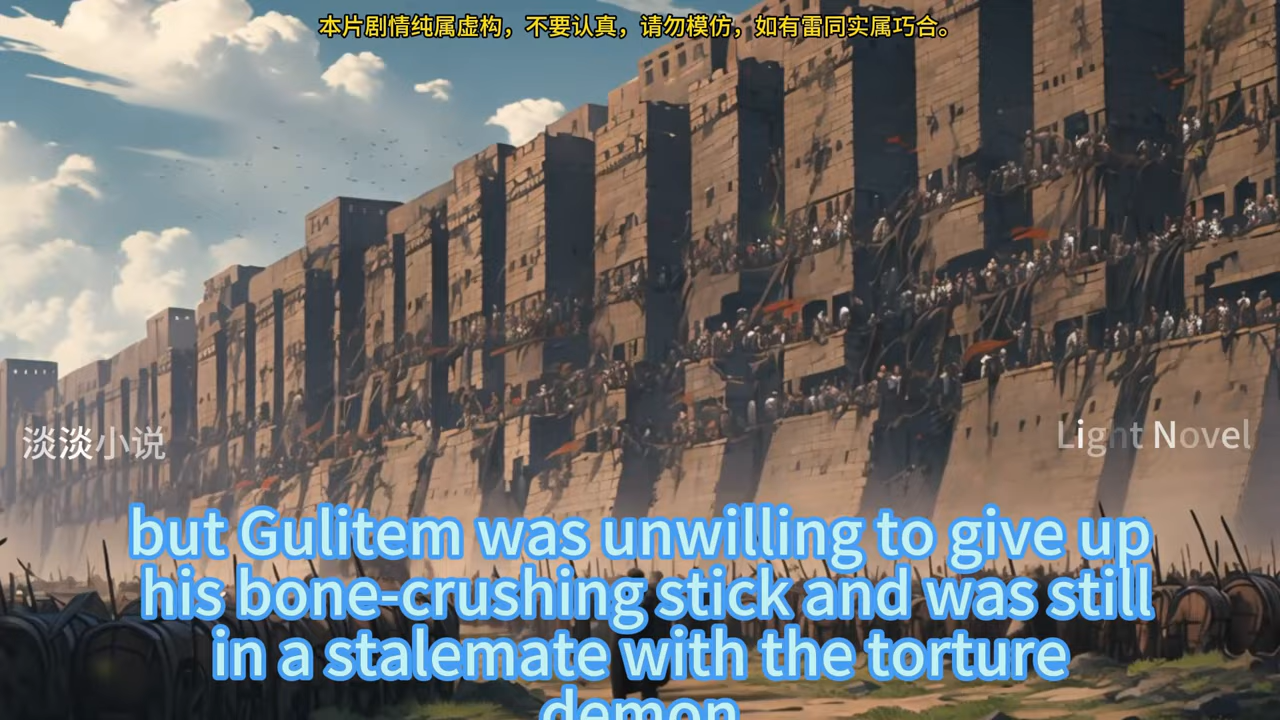 本片剧情纯属虚构，不要认真，请勿模仿，如有雷同实属巧合。
淡淡小说
Light Novel
but Gulitem was unwilling to give up
his bone-crushing stick and was still
in a stalemate with the torture
demon